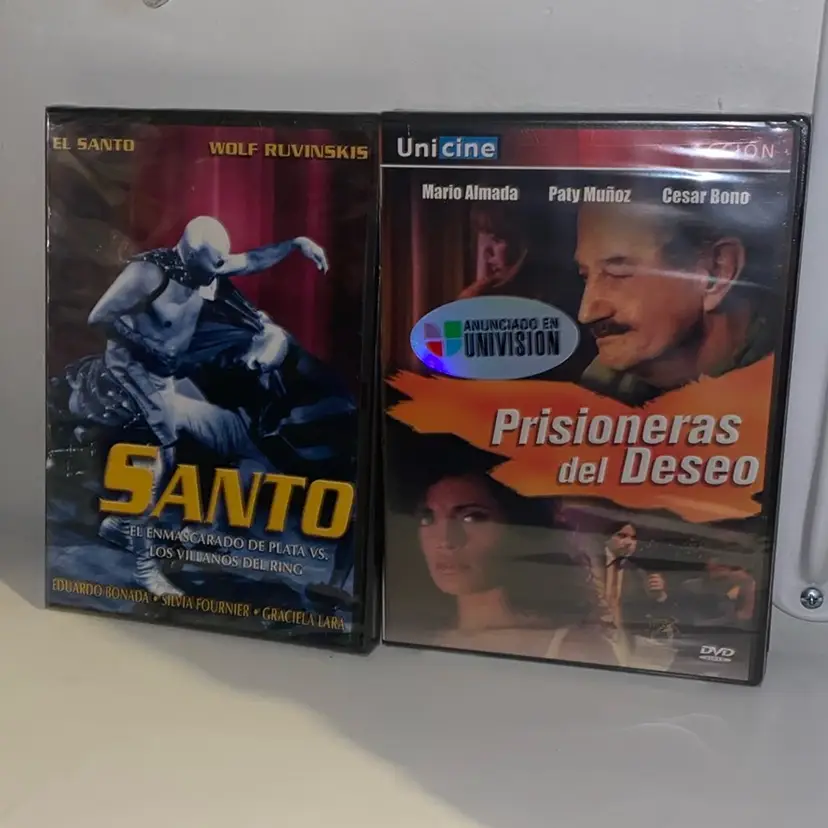 EL SANTO
WOLF RUVINSKIS
SANTO
EL ENMASCARADO DE PLATA VS.
LOS VILLANOS DEL RING
EDUARDO BONADA • SILVIA FOURNIER • GRACIELA LARA
Unicine
Mario Almada Paty Muñoz Cesar Bono
ANUNCIADO EN
UNIVISION
Prisioneras
del Deseo
DVD